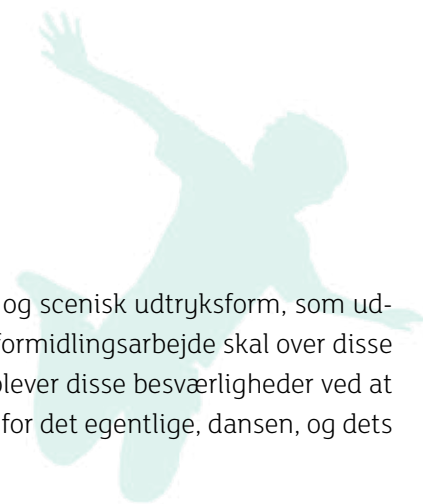 og scenisk udtryksform, som ud-
formidlingsarbejde skal over disse
lever disse besværligheder ved at
for det egentlige, dansen, og dets